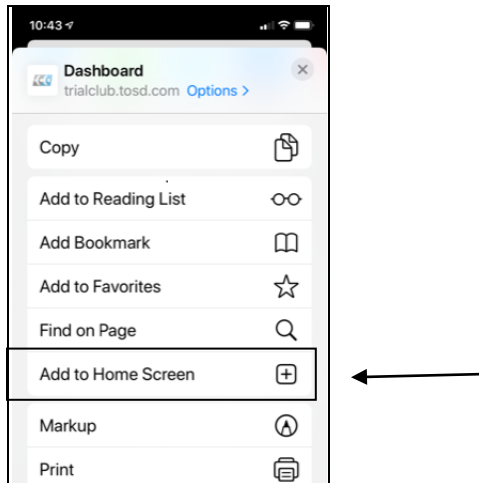 10:43
Dashboard
trialclub.tosd.com Options >
Copy
Add to Reading List
Add Bookmark
Add to Favorites
Find on Page
Add to Home Screen
Markup
Print